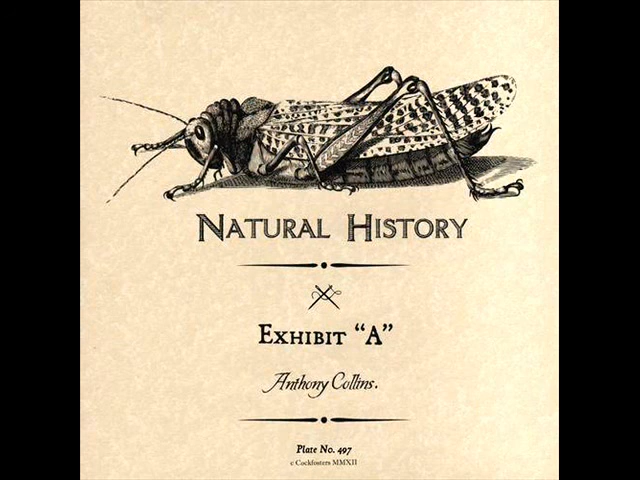 Natural History
Exhibit "A"
Anthony Collins.
Plate No. 497
c Cockfosters MMXII